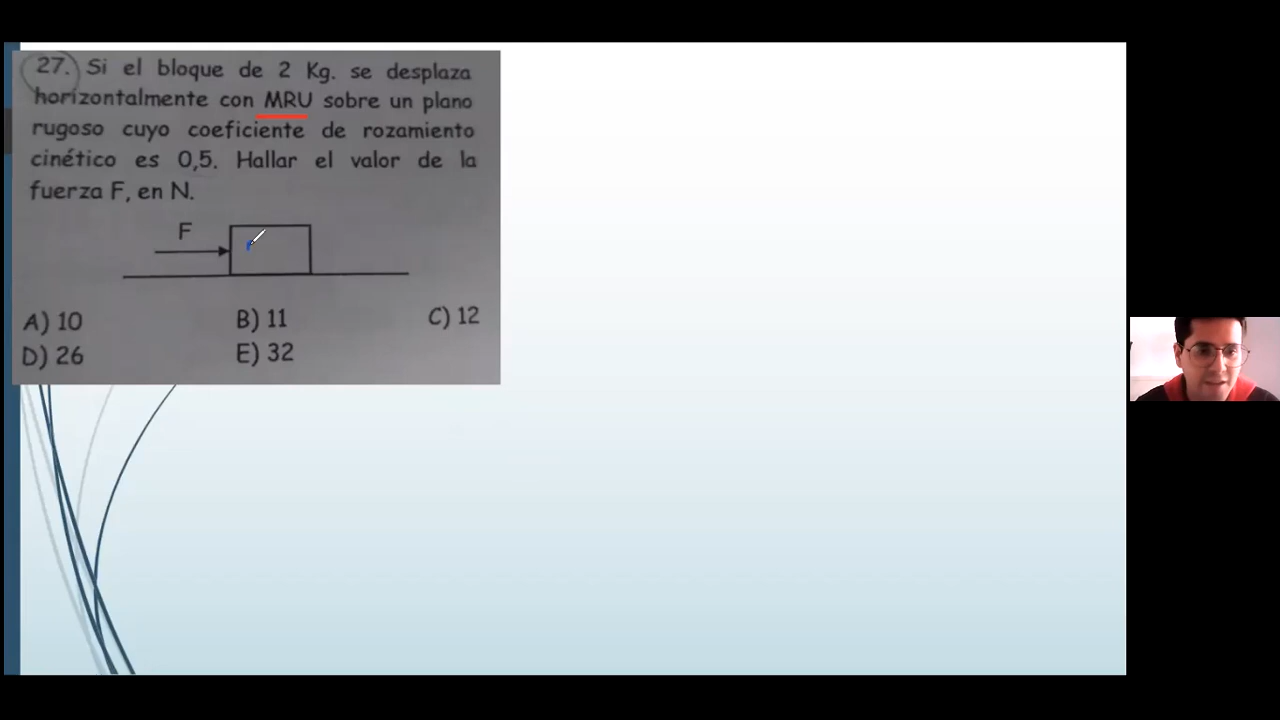 27. Si el bloque de 2 Kg. se desplaza
horizontalmente con MRU sobre un plano
rugoso cuyo coeficiente de rozamiento
cinético es 0,5. Hallar el valor de la
fuerza F, en N.
F
A) 10 B) 11 C) 12
D) 26 E) 32